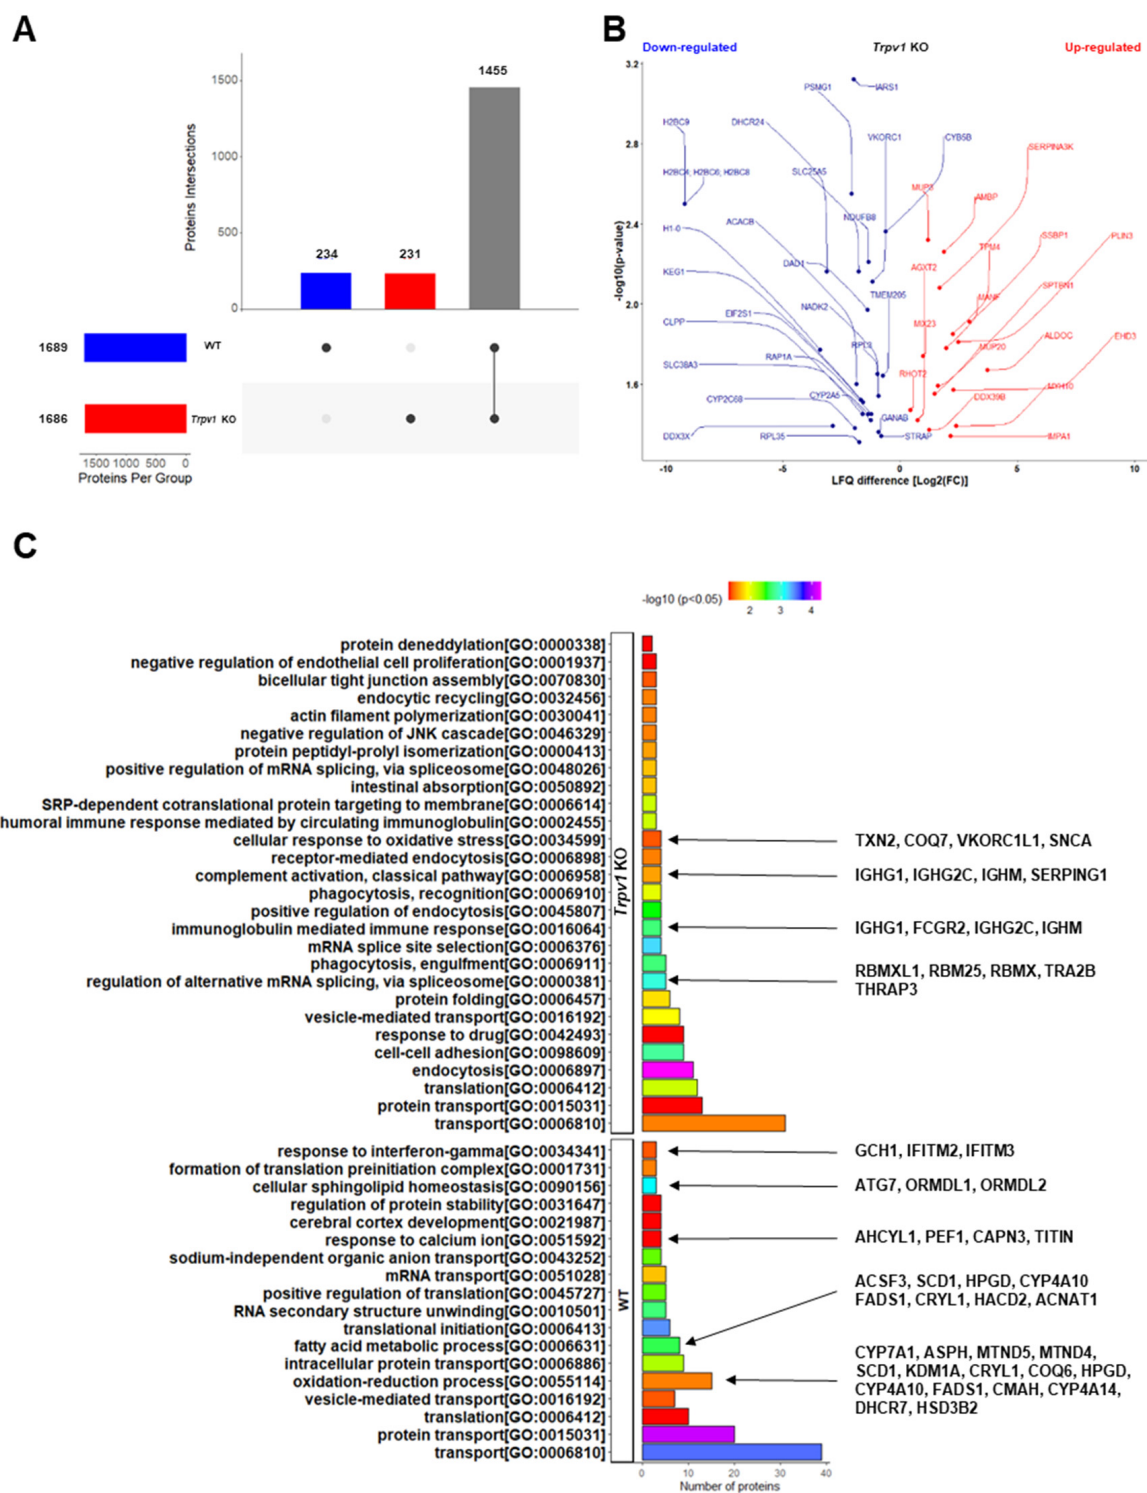 A
B
Proteins Intersections
1500
1000
500
0
234
231
1455
1689
WT
1686
Trpv1 KO
1500 1000 500 0
Proteins Per Group
Down-regulated
Trpv1 KO
Up-regulated
-log10(p-value)
3.2
2.8
2.4
2.0
1.6
PSMG1
IARS1
H2BC9
DHCR24
VKORC1
CYB5B
SERPINA3K
H2BC4, H2BC6, H2BC8
SLC25A5
MUP3
AMBP
H1-0
ACACB
NDUFB8
TPM4
SSBP1
PLIN3
KEG1
DAD1
AGXT2
TMEM205
MANF
SPTBN1
NADK2
CLPP
EIF2S1
MIX23
RPL3
MUP20
ALDOC
EHD3
SLC38A3
RAP1A
RHOT2
CYP2C68
CYP2A5
DDX39B
MYH10
GANAB
DDX3X
RPL35
STRAP
IMPA1
-10 -5 0 5 10
LFQ difference [Log2(FC)]
C
-log10 (p<0.05)
2 3 4
Trpv1 KO
protein deneddylation[GO:0000338]
negative regulation of endothelial cell proliferation[GO:0001937]
bicellular tight junction assembly[GO:0070830]
endocytic recycling[GO:0032456]
actin filament polymerization[GO:0030041]
negative regulation of JNK cascade[GO:0046329]
protein peptidyl-prolyl isomerization[GO:0000413]
positive regulation of mRNA splicing, via spliceosome[GO:0048026]
intestinal absorption[GO:0050892]
SRP-dependent cotranslational protein targeting to membrane[GO:0006614]
humoral immune response mediated by circulating immunoglobulin[GO:0002455]
cellular response to oxidative stress[GO:0034599]
TXN2, COQ7, VKORC1L1, SNCA
receptor-mediated endocytosis[GO:0006898]
complement activation, classical pathway[GO:0006958]
IGHG1, IGHG2C, IGHM, SERPING1
phagocytosis, recognition[GO:0006910]
positive regulation of endocytosis[GO:0045807]
immunoglobulin mediated immune response[GO:0016064]
IGHG1, FCGR2, IGHG2C, IGHM
mRNA splice site selection[GO:0006376]
phagocytosis, engulfment[GO:0006911]
regulation of alternative mRNA splicing, via spliceosome[GO:0000381]
RBMXL1, RBM25, RBMX, TRA2B
THRAP3
protein folding[GO:0006457]
vesicle-mediated transport[GO:0016192]
response to drug[GO:0042493]
cell-cell adhesion[GO:0098609]
endocytosis[GO:0006897]
translation[GO:0006412]
protein transport[GO:0015031]
transport[GO:0006810]
WT
response to interferon-gamma[GO:0034341]
GCH1, IFITM2, IFITM3
formation of translation preinitiation complex[GO:0001731]
cellular sphingolipid homeostasis[GO:0090156]
ATG7, ORMDL1, ORMDL2
regulation of protein stability[GO:0031647]
cerebral cortex development[GO:0021987]
response to calcium ion[GO:0051592]
AHCYL1, PEF1, CAPN3, TITIN
sodium-independent organic anion transport[GO:0043252]
mRNA transport[GO:0051028]
positive regulation of translation[GO:0045727]
RNA secondary structure unwinding[GO:0010501]
translational initiation[GO:0006413]
fatty acid metabolic process[GO:0006631]
ACSF3, SCD1, HPGD, CYP4A10
FADS1, CRYL1, HACD2, ACNAT1
intracellular protein transport[GO:0006886]
oxidation-reduction process[GO:0055114]
CYP7A1, ASPH, MTND5, MTND4,
SCD1, KDM1A, CRYL1, COQ6, HPGD,
CYP4A10, FADS1, CMAH, CYP4A14,
DHCR7, HSD3B2
vesicle-mediated transport[GO:0016192]
translation[GO:0006412]
protein transport[GO:0015031]
transport[GO:0006810]
0 10 20 30 40
Number of proteins